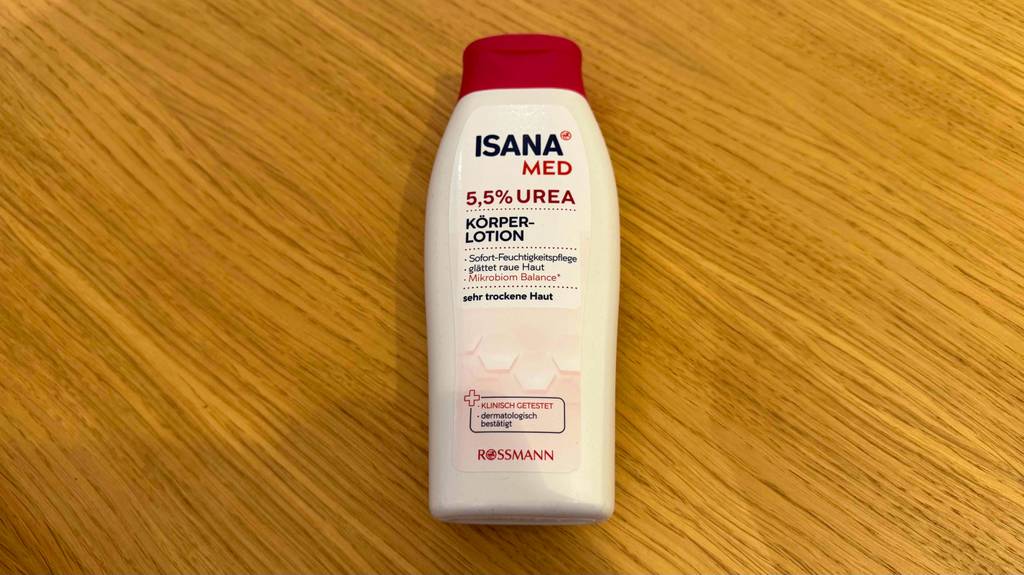 ISANA
MED
5,5% UREA
KÖRPER-
LOTION
· Sofort-Feuchtigkeitspflege
· glättet raue Haut
· Mikrobiom Balance*
sehr trockene Haut
· KLINISCH GETESTET
· dermatologisch
bestätigt
ROSSMANN